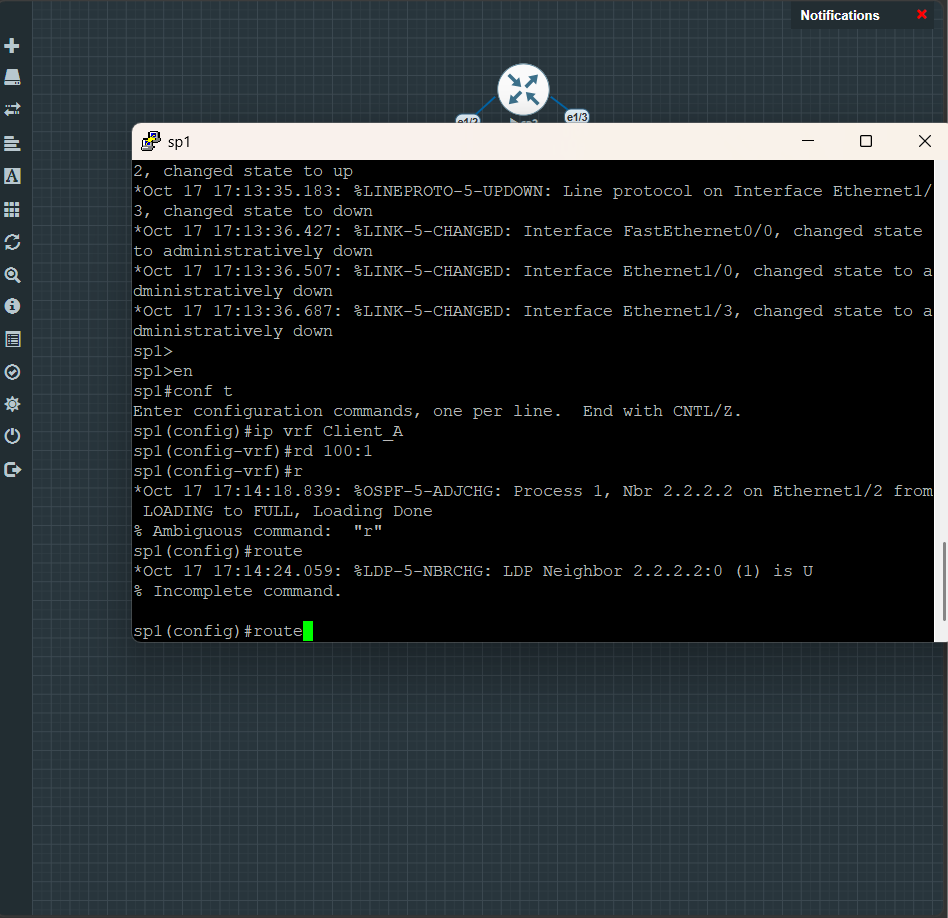 Notifications
e1/2
e1/3
sp1
2, changed state to up
*Oct 17 17:13:35.183: %LINEPROTO-5-UPDOWN: Line protocol on Interface Ethernet1/
3, changed state to down
*Oct 17 17:13:36.427: %LINK-5-CHANGED: Interface FastEthernet0/0, changed state
to administratively down
*Oct 17 17:13:36.507: %LINK-5-CHANGED: Interface Ethernet1/0, changed state to a
dministratively down
*Oct 17 17:13:36.687: %LINK-5-CHANGED: Interface Ethernet1/3, changed state to a
dministratively down
sp1>
sp1>en
sp1#conf t
Enter configuration commands, one per line.  End with CNTL/Z.
sp1(config)#ip vrf Client_A
sp1(config-vrf)#rd 100:1
sp1(config-vrf)#r
*Oct 17 17:14:18.839: %OSPF-5-ADJCHG: Process 1, Nbr 2.2.2.2 on Ethernet1/2 from
 LOADING to FULL, Loading Done
% Ambiguous command:  "r"
sp1(config)#route
*Oct 17 17:14:24.059: %LDP-5-NBRCHG: LDP Neighbor 2.2.2.2:0 (1) is U
% Incomplete command.
sp1(config)#route